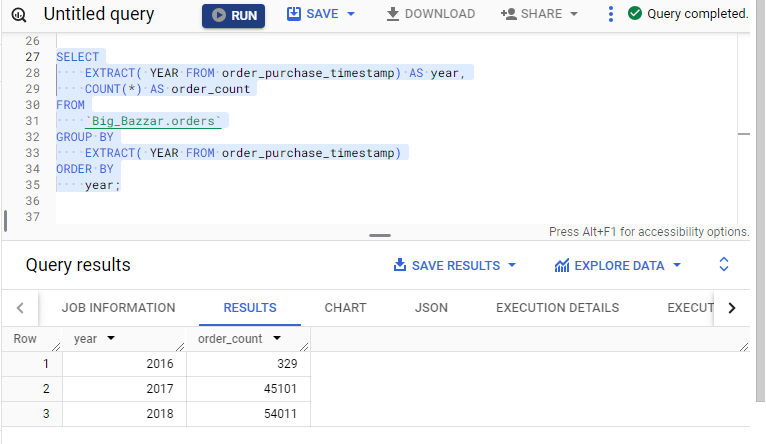 Untitled query RUN SAVE DOWNLOAD SHARE Query completed.
26
27 SELECT
28 EXTRACT( YEAR FROM order_purchase_timestamp) AS year,
29 COUNT(*) AS order_count
30 FROM
31 `Big_Bazzar.orders`
32 GROUP BY
33 EXTRACT( YEAR FROM order_purchase_timestamp)
34 ORDER BY
35 year;
36
37
Press Alt+F1 for accessibility options.
Query results SAVE RESULTS EXPLORE DATA
JOB INFORMATION RESULTS CHART JSON EXECUTION DETAILS EXECUT
Row year order_count
1 2016 329
2 2017 45101
3 2018 54011